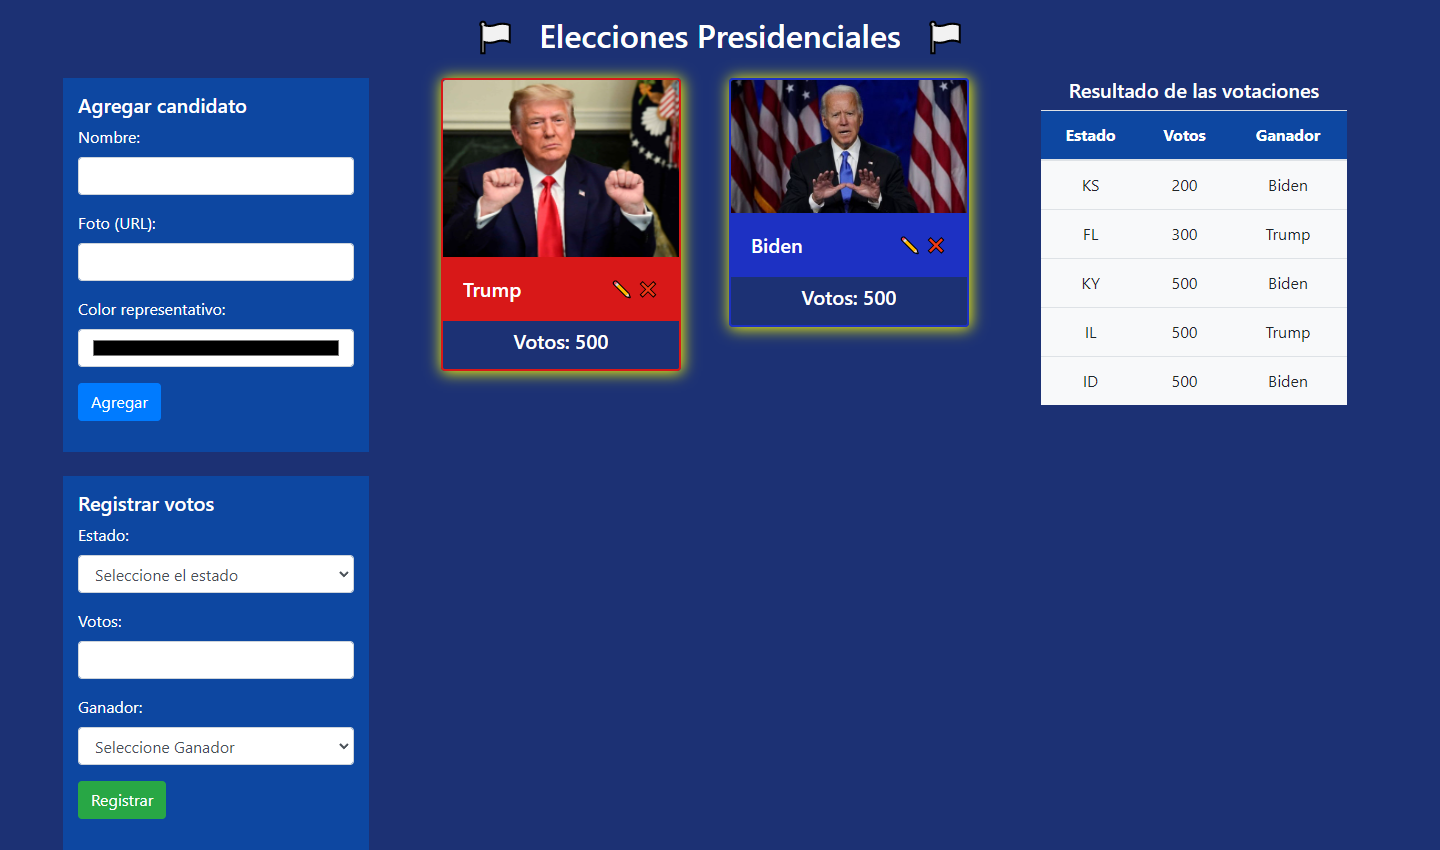 Elecciones Presidenciales
Agregar candidato
Nombre:
Foto (URL):
Color representativo:
Agregar
Registrar votos
Estado:
Seleccione el estado
Votos:
Ganador:
Seleccione Ganador
Registrar
Trump
Votos: 500
Biden
Votos: 500
Resultado de las votaciones
Estado Votos Ganador
KS 200 Biden
FL 300 Trump
KY 500 Biden
IL 500 Trump
ID 500 Biden